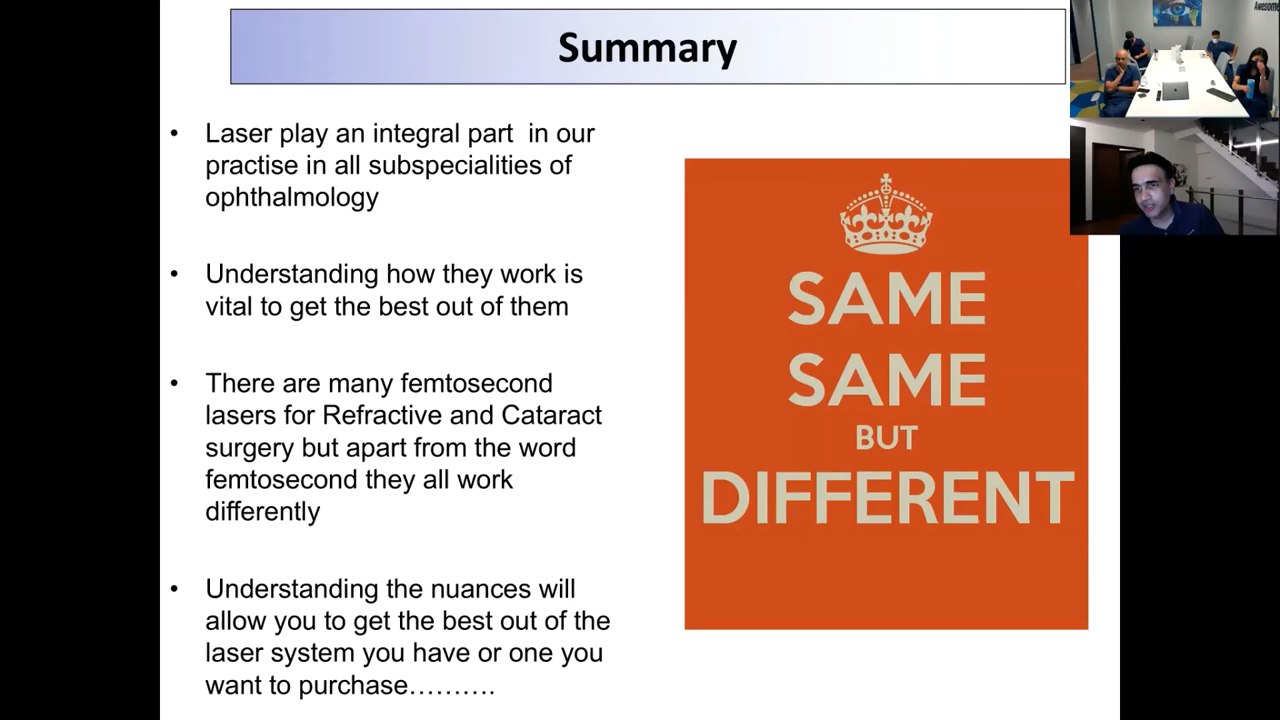 Summary
• Laser play an integral part in our
practise in all subspecialities of
ophthalmology
• Understanding how they work is
vital to get the best out of them
• There are many femtosecond
lasers for Refractive and Cataract
surgery but apart from the word
femtosecond they all work
differently
• Understanding the nuances will
allow you to get the best out of the
laser system you have or one you
want to purchase……….
SAME
SAME
BUT
DIFFERENT
Awesome